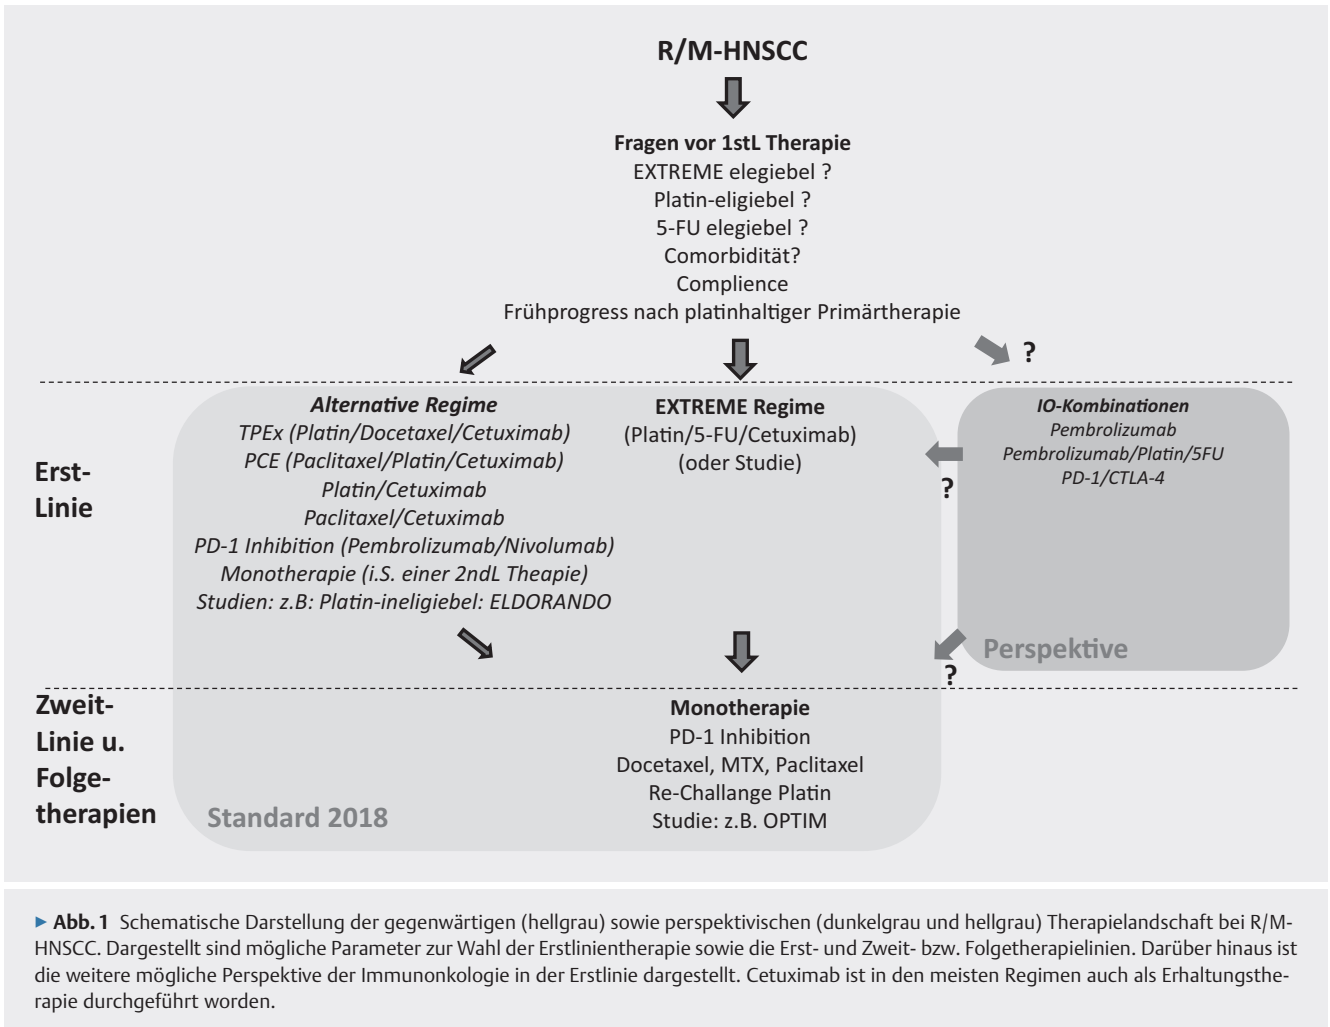 R/M-HNSCC
Fragen vor 1stL Therapie
EXTREME elegiebel ?
Platin-eligiebel ?
5-FU elegiebel ?
Comorbidität?
Complience
Frühprogress nach platinhaltiger Primärtherapie
?
Erst-
Linie
Alternative Regime
TPEx (Platin/Docetaxel/Cetuximab)
PCE (Paclitaxel/Platin/Cetuximab)
Platin/Cetuximab
Paclitaxel/Cetuximab
PD-1 Inhibition (Pembrolizumab/Nivolumab)
Monotherapie (i.S. einer 2ndL Theapie)
Studien: z.B: Platin-ineligiebel: ELDORANDO
EXTREME Regime
(Platin/5-FU/Cetuximab)
(oder Studie)
?
IO-Kombinationen
Pembrolizumab
Pembrolizumab/Platin/5FU
PD-1/CTLA-4
Perspektive
?
Zweit-
Linie u.
Folge-
therapien
Monotherapie
PD-1 Inhibition
Docetaxel, MTX, Paclitaxel
Re-Challange Platin
Studie: z.B. OPTIM
Standard 2018
► Abb. 1 Schematische Darstellung der gegenwärtigen (hellgrau) sowie perspektivischen (dunkelgrau und hellgrau) Therapielandschaft bei R/M-
HNSCC. Dargestellt sind mögliche Parameter zur Wahl der Erstlinientherapie sowie die Erst- und Zweit- bzw. Folgetherapielinien. Darüber hinaus ist
die weitere mögliche Perspektive der Immunonkologie in der Erstlinie dargestellt. Cetuximab ist in den meisten Regimen auch als Erhaltungsthe-
rapie durchgeführt worden.